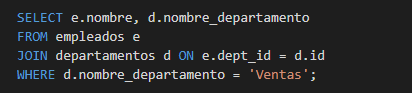 SELECT e.nombre, d.nombre_departamento
FROM empleados e
JOIN departamentos d ON e.dept_id = d.id
WHERE d.nombre_departamento = 'Ventas';